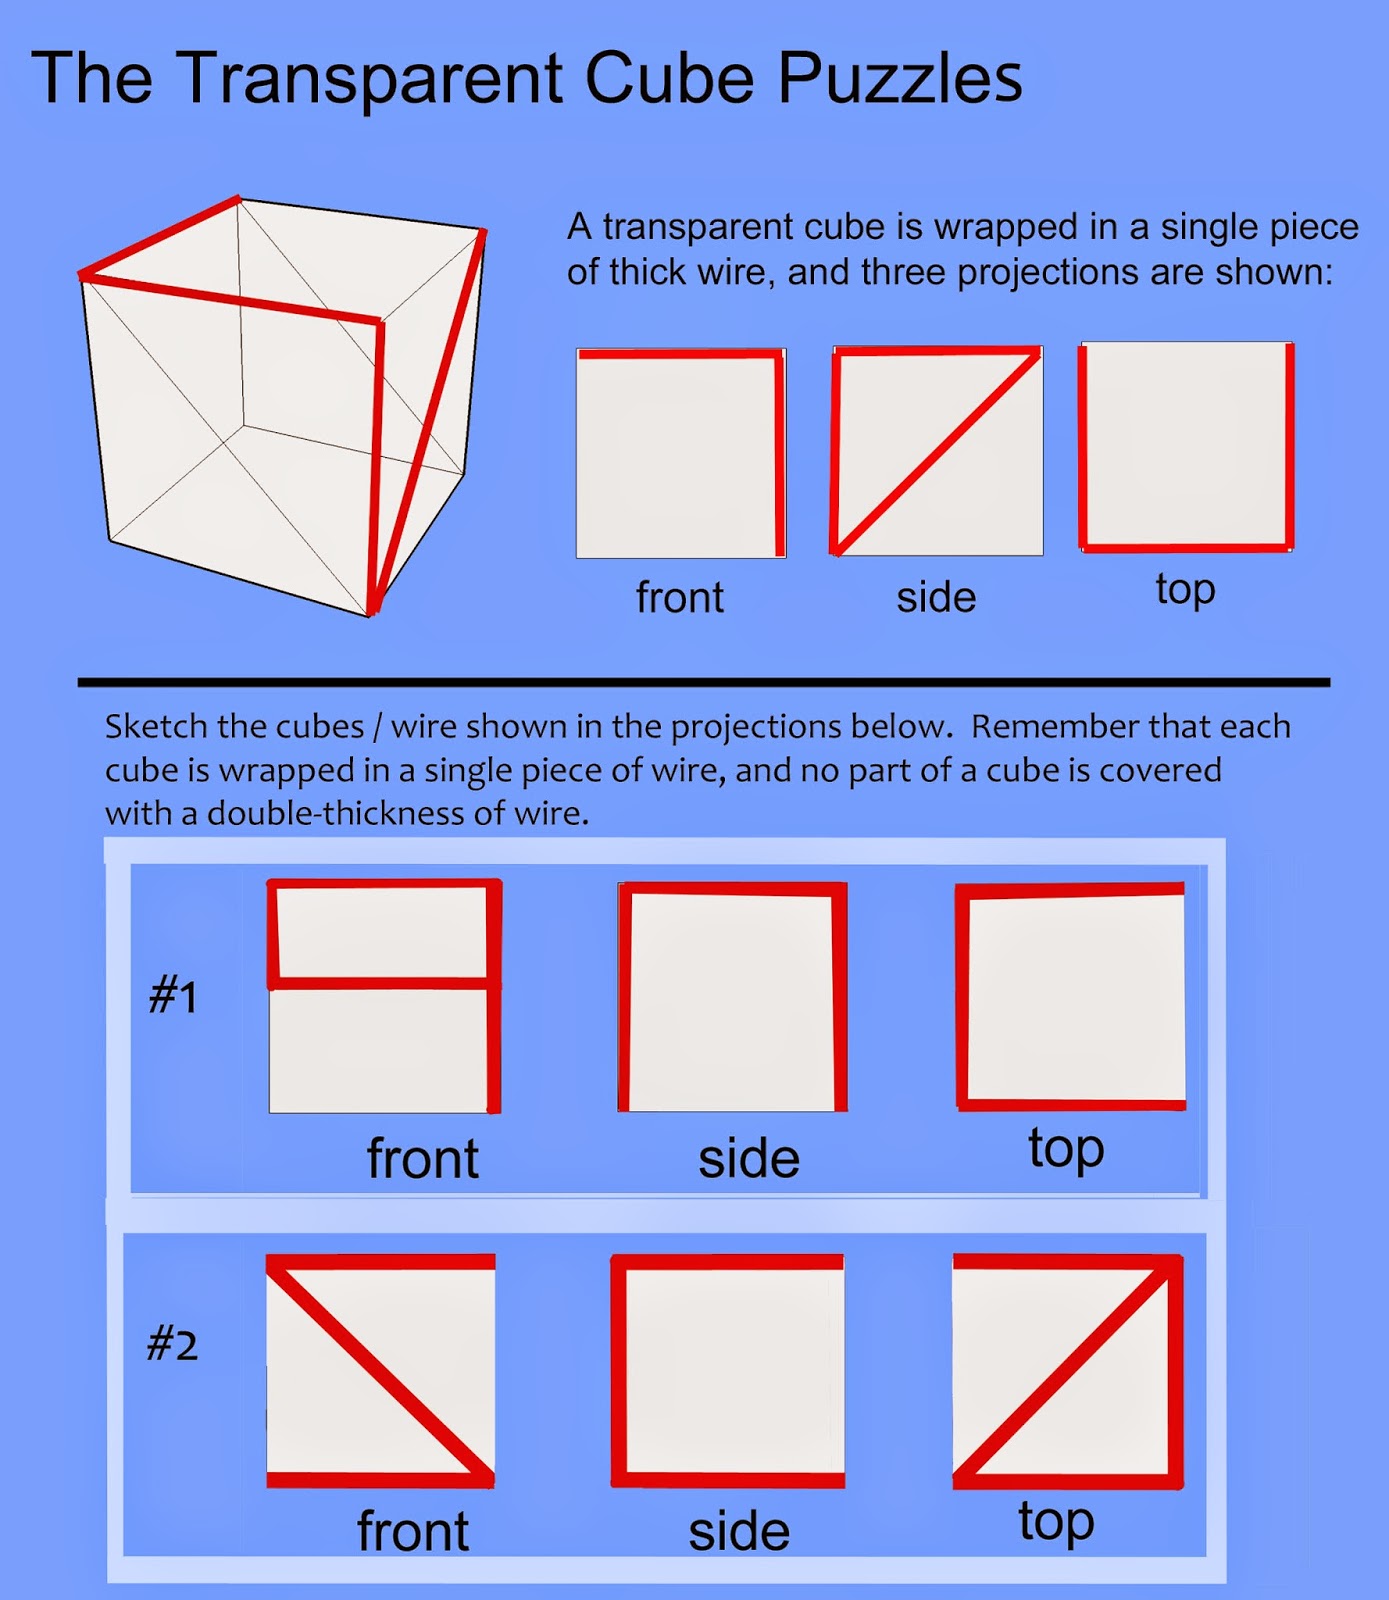 The Transparent Cube Puzzles
A transparent cube is wrapped in a single piece
of thick wire, and three projections are shown:
front side top
Sketch the cubes / wire shown in the projections below. Remember that each
cube is wrapped in a single piece of wire, and no part of a cube is covered
with a double-thickness of wire.
#1
front side top
#2
front side top